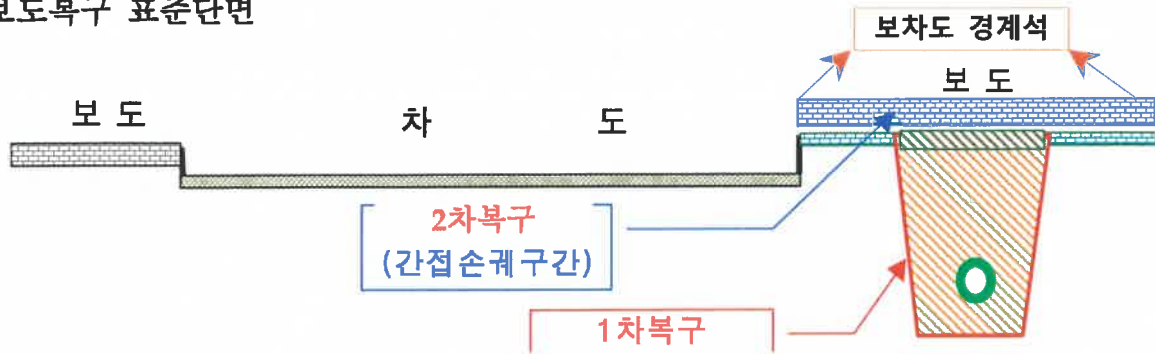 보도복구 표준단면
보차도 경계석
보 도
보 도
차 도
2차복구
(간접손궤구간)
1차복구